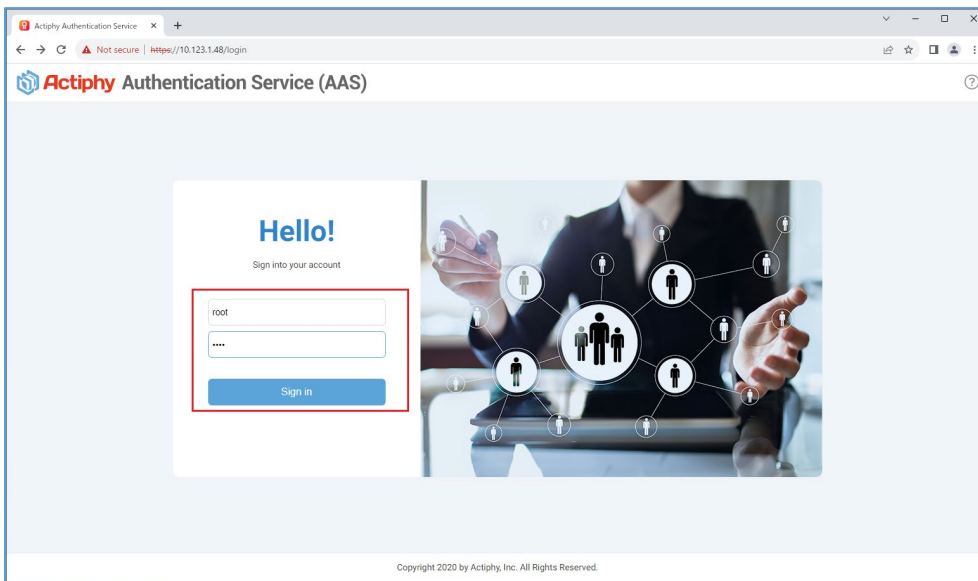 Actiphy Authentication Service
Not secure | https://10.123.1.48/login
Actiphy Authentication Service (AAS)
?
Hello!
Sign into your account
root
••••
Sign in
Copyright 2020 by Actiphy, Inc. All Rights Reserved.